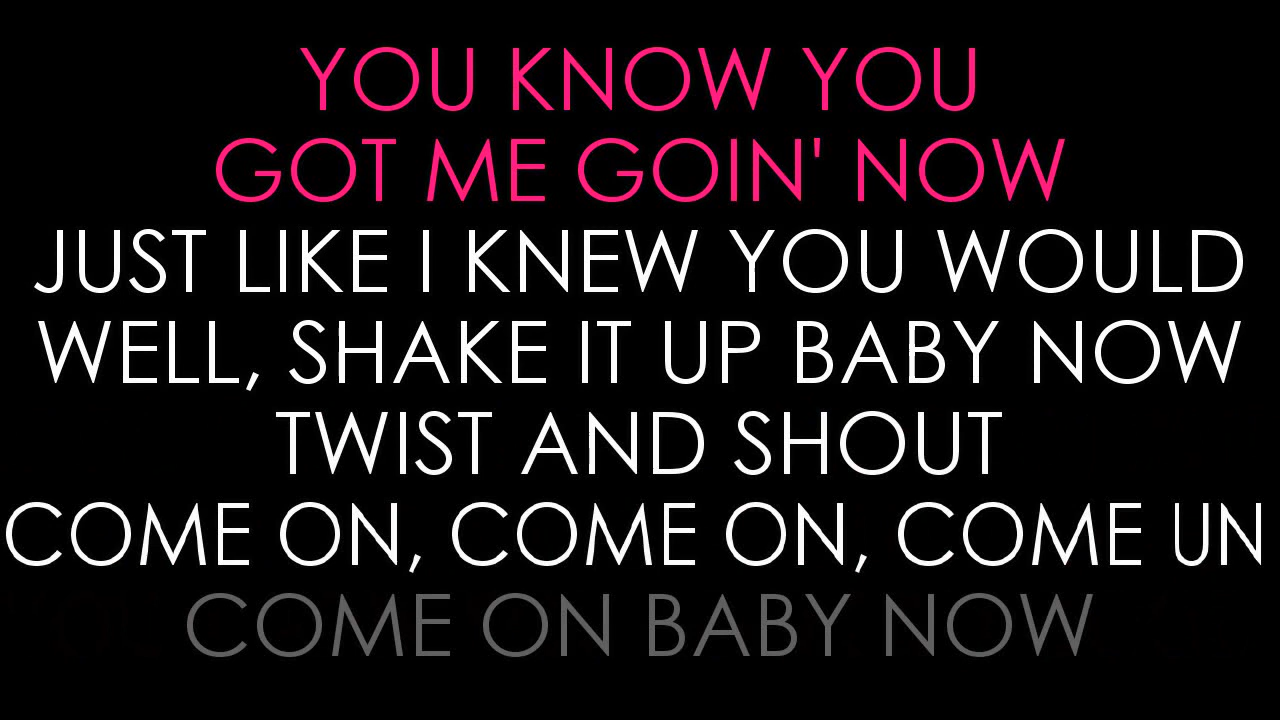 YOU KNOW YOU
GOT ME GOIN' NOW
JUST LIKE I KNEW YOU WOULD
WELL, SHAKE IT UP BABY NOW
TWIST AND SHOUT
COME ON, COME ON, COME UN
COME ON BABY NOW